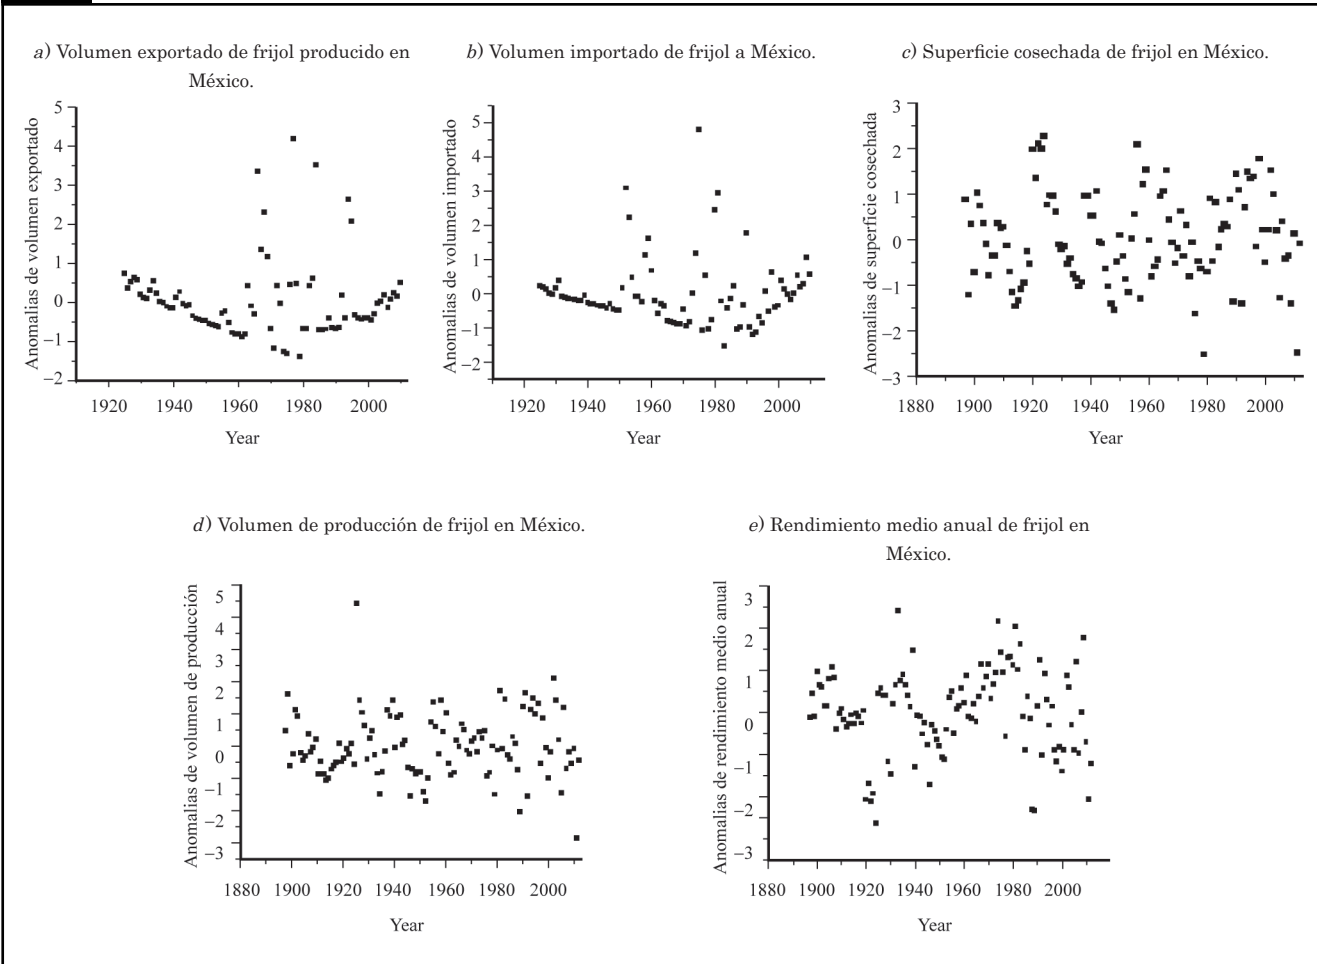 a) Volumen exportado de frijol producido en
México.
b) Volumen importado de frijol a México.
c) Superficie cosechada de frijol en México.
Anomalías de volumen exportado
5
4
3
2
1
0
−1
−2
1920 1940 1960 1980 2000
Year
Anomalías de volumen importado
5
4
3
2
1
0
−1
−2
1920 1940 1960 1980 2000
Year
Anomalías de superficie cosechada
3
2
1
0
−1
−2
−3
1880 1900 1920 1940 1960 1980 2000
Year
d) Volumen de producción de frijol en México.
e) Rendimiento medio anual de frijol en
México.
Anomalías de volumen de producción
5
4
3
2
1
0
−1
−2
−3
1880 1900 1920 1940 1960 1980 2000
Year
Anomalías de rendimiento medio anual
3
2
1
0
−1
−2
−3
1880 1900 1920 1940 1960 1980 2000
Year